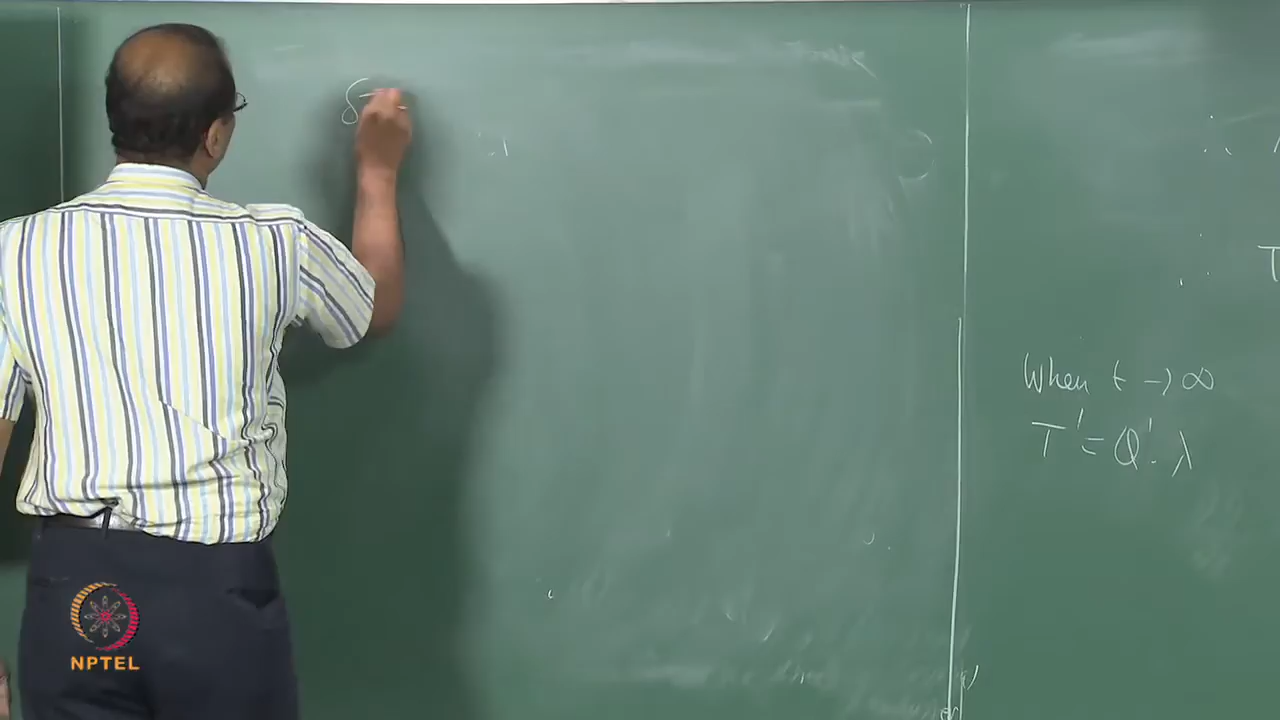 When t → ∞
T' = Q'. λ
NPTEL